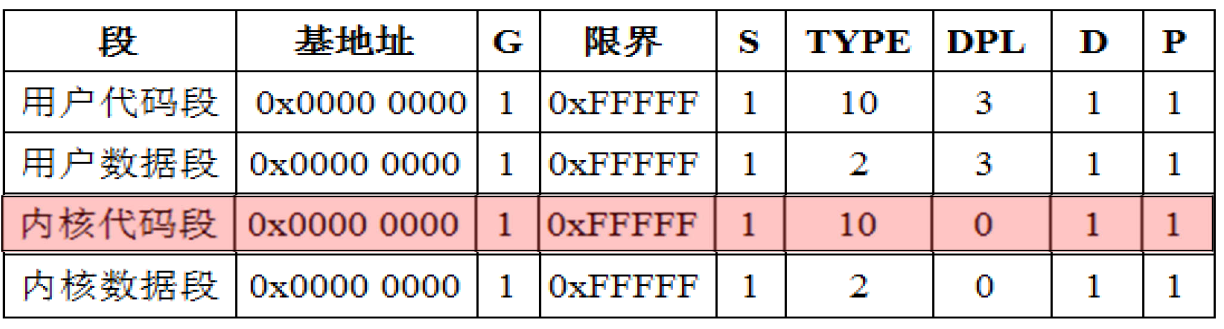 段 基地址 G 限界 S TYPE DPL D P
用户代码段 0x0000 0000 1 0xFFFFF 1 10 3 1 1
用户数据段 0x0000 0000 1 0xFFFFF 1 2 3 1 1
内核代码段 0x0000 0000 1 0xFFFFF 1 10 0 1 1
内核数据段 0x0000 0000 1 0xFFFFF 1 2 0 1 1